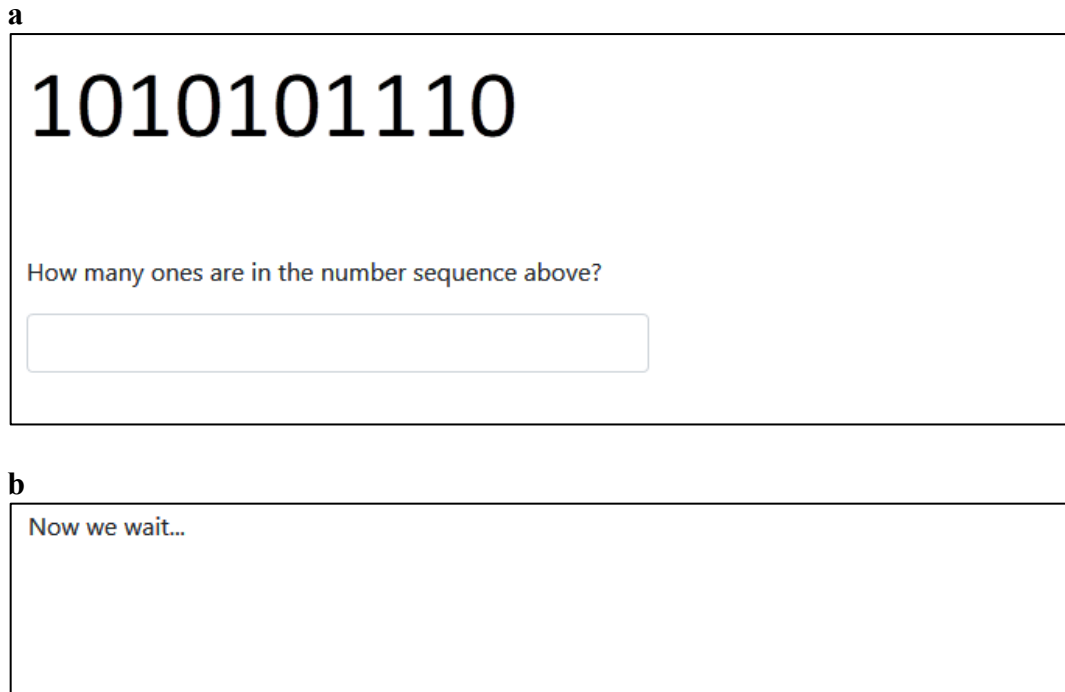 a
1010101110
How many ones are in the number sequence above?
b
Now we wait...